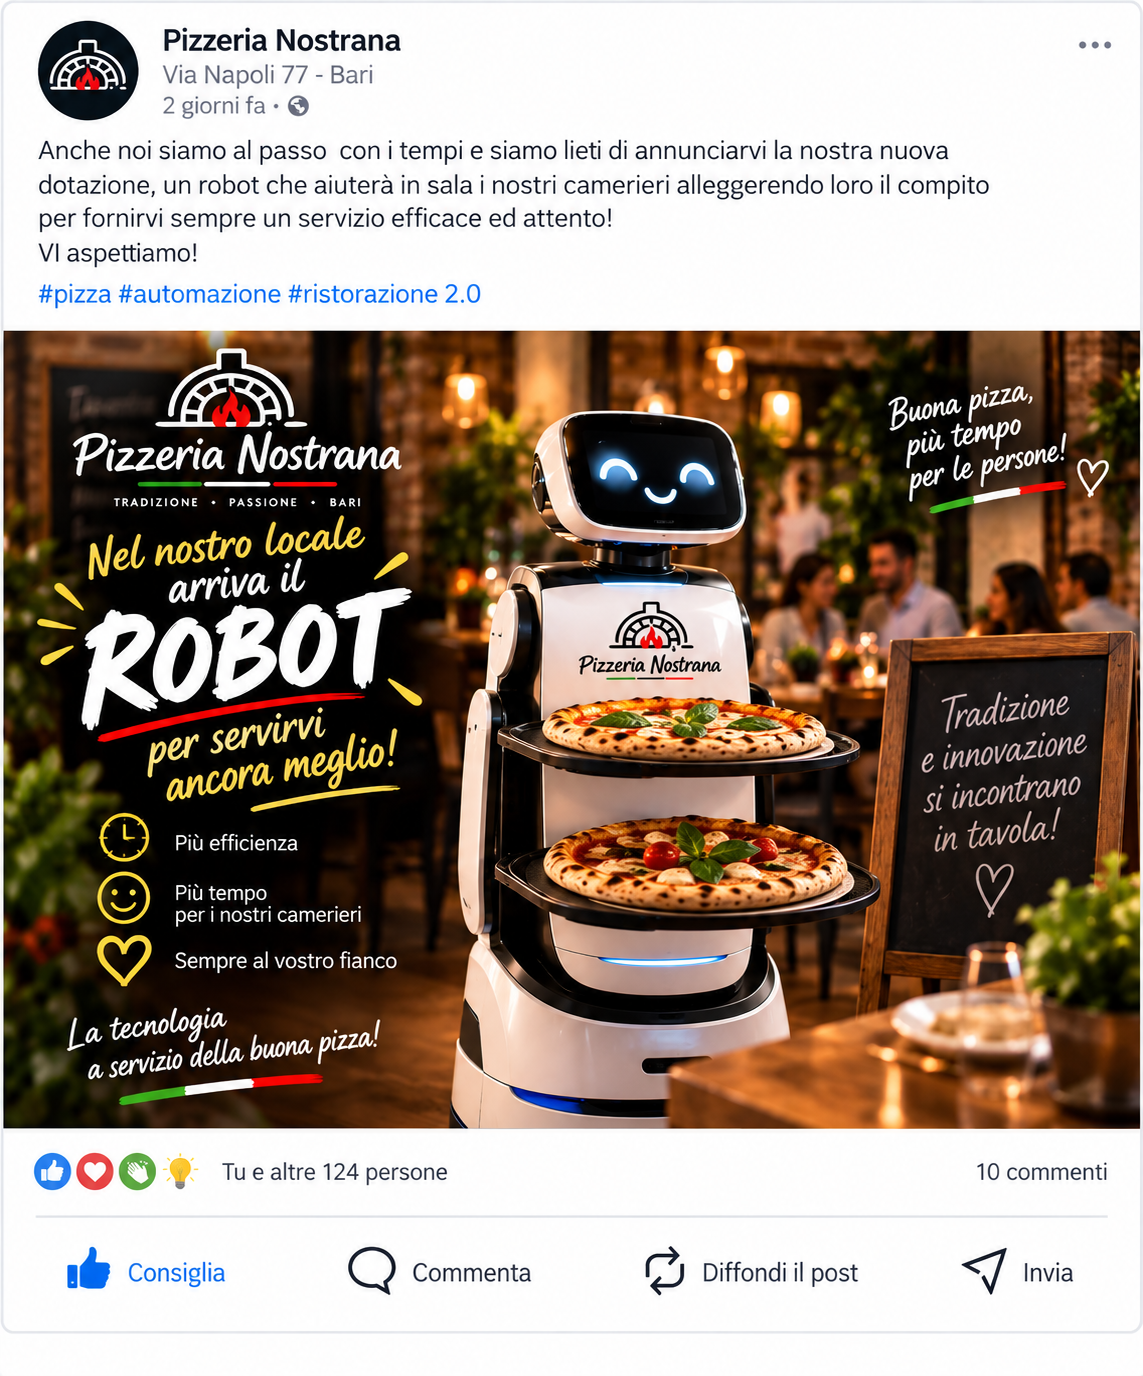 Pizzeria Nostrana
Via Napoli 77 - Bari
2 giorni fa •
Anche noi siamo al passo  con i tempi e siamo lieti di annunciarvi la nostra nuova
dotazione, un robot che aiuterà in sala i nostri camerieri alleggerendo loro il compito
per fornirvi sempre un servizio efficace ed attento!
VI aspettiamo!
#pizza #automazione #ristorazione 2.0
Pizzeria Nostrana
TRADIZIONE • PASSIONE • BARI
Nel nostro locale
arriva il
ROBOT
per servirvi
ancora meglio!
Più efficienza
Più tempo
per i nostri camerieri
Sempre al vostro fianco
La tecnologia
a servizio della buona pizza!
Buona pizza,
più tempo
per le persone!
Pizzeria Nostrana
Tradizione
e innovazione
si incontrano
in tavola!
Tu e altre 124 persone
10 commenti
Consiglia
Commenta
Diffondi il post
Invia